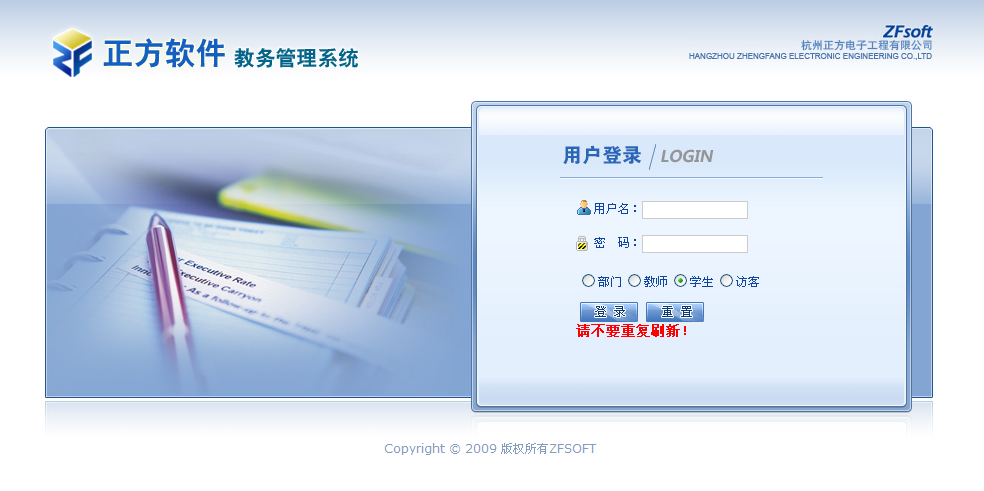 正方软件 教务管理系统
ZFsoft
杭州正方电子工程有限公司
HANGZHOU ZHENGFANG ELECTRONIC ENGINEERING CO.,LTD
用户登录 LOGIN
用户名：
密 码：
部门 教师 学生 访客
登 录 重 置
请不要重复刷新！
Executive Rate
Executive Carryon
As a follow-up to
Copyright © 2009 版权所有ZFSOFT